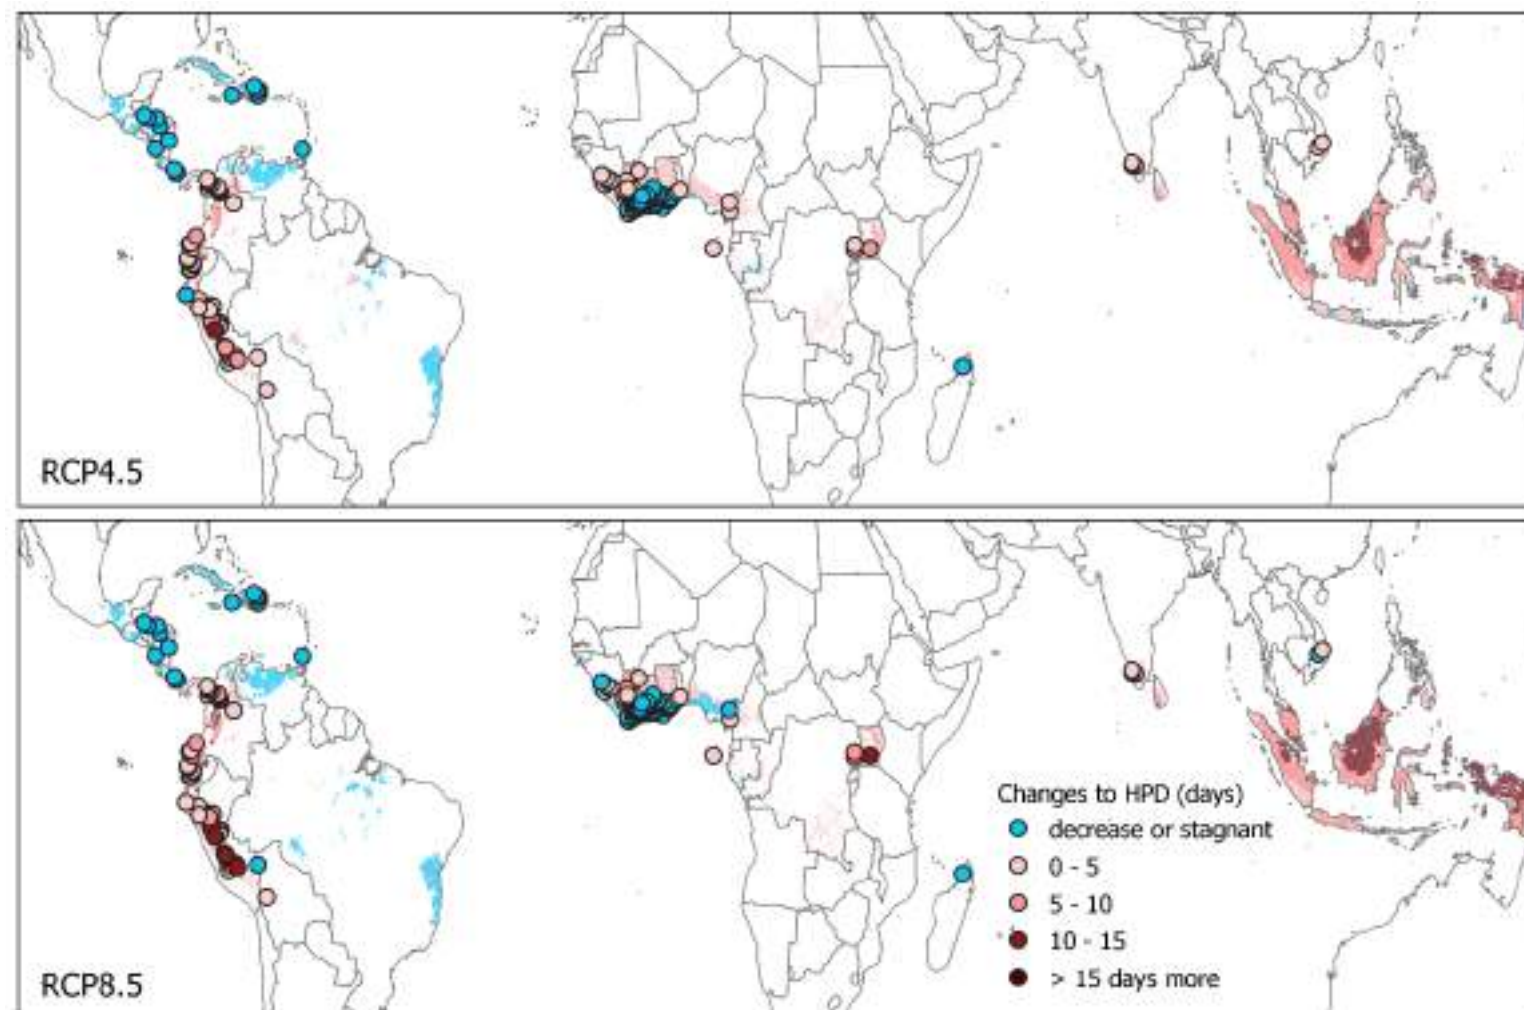 RCP4.5
Changes to HPD (days)
decrease or stagnant
0 - 5
5 - 10
10 - 15
> 15 days more
RCP8.5